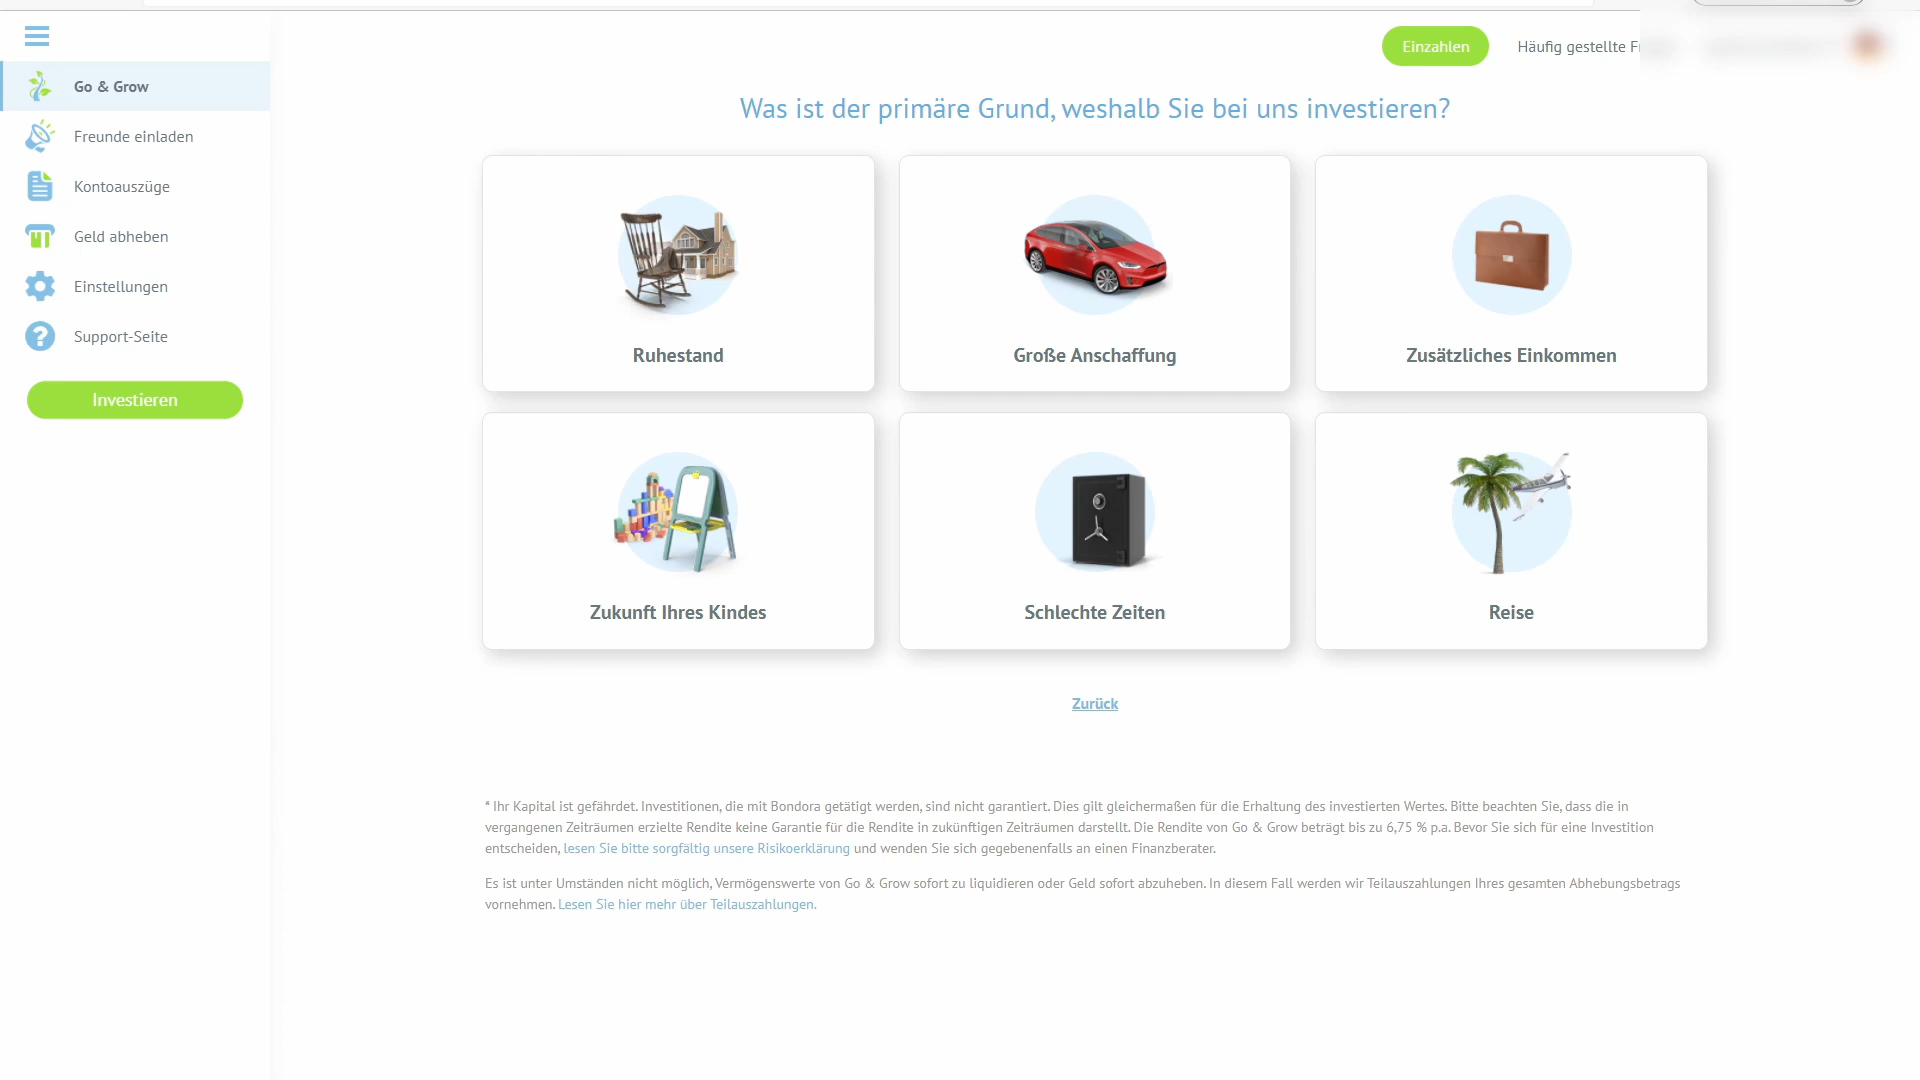 Einzahlen
Häufig gestellte
Go & Grow
Freunde einladen
Kontoauszüge
Geld abheben
Einstellungen
Support-Seite
Investieren
Was ist der primäre Grund, weshalb Sie bei uns investieren?
Ruhestand
Große Anschaffung
Zusätzliches Einkommen
Zukunft Ihres Kindes
Schlechte Zeiten
Reise
Zurück
* Ihr Kapital ist gefährdet. Investitionen, die mit Bondora getätigt werden, sind nicht garantiert. Dies gilt gleichermaßen für die Erhaltung des investierten Wertes. Bitte beachten Sie, dass die in
vergangenen Zeiträumen erzielte Rendite keine Garantie für die Rendite in zukünftigen Zeiträumen darstellt. Die Rendite von Go & Grow beträgt bis zu 6,75 % p.a. Bevor Sie sich für eine Investition
entscheiden, lesen Sie bitte sorgfältig unsere Risikoerklärung und wenden Sie sich gegebenenfalls an einen Finanzberater.
Es ist unter Umständen nicht möglich, Vermögenswerte von Go & Grow sofort zu liquidieren oder Geld sofort abzuheben. In diesem Fall werden wir Teilauszahlungen Ihres gesamten Abhebungsbetrags
vornehmen. Lesen Sie hier mehr über Teilauszahlungen.